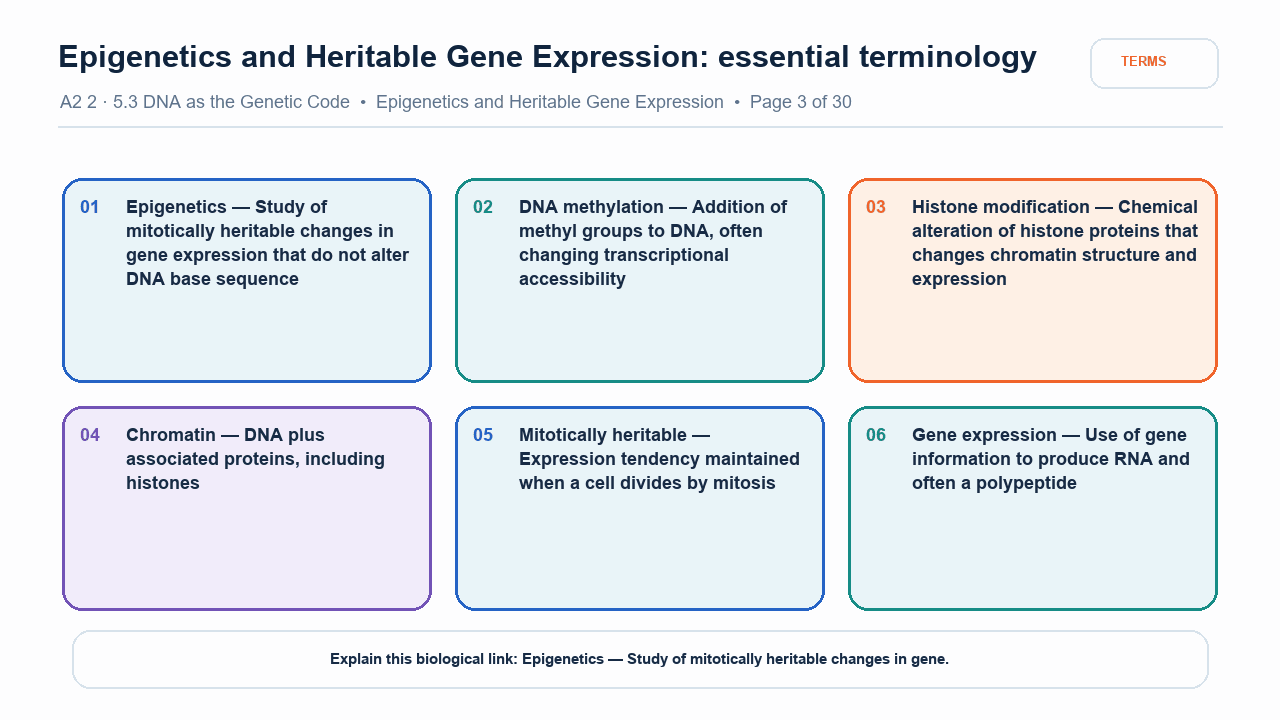 Epigenetics and Heritable Gene Expression: essential terminology
TERMS
A2 2 · 5.3 DNA as the Genetic Code • Epigenetics and Heritable Gene Expression • Page 3 of 30
01
Epigenetics — Study of
mitotically heritable changes in
gene expression that do not alter
DNA base sequence
02
DNA methylation — Addition of
methyl groups to DNA, often
changing transcriptional
accessibility
03
Histone modification — Chemical
alteration of histone proteins that
changes chromatin structure and
expression
04
Chromatin — DNA plus
associated proteins, including
histones
05
Mitotically heritable —
Expression tendency maintained
when a cell divides by mitosis
06
Gene expression — Use of gene
information to produce RNA and
often a polypeptide
Explain this biological link: Epigenetics — Study of mitotically heritable changes in gene.